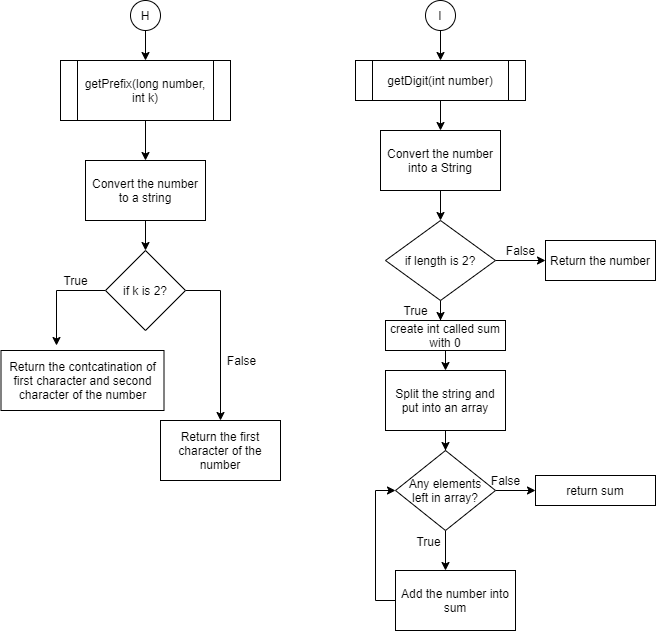 H
getPrefix(long number,
int k)
Convert the number
to a string
if k is 2?
True
False
Return the contcatination of
first character and second
character of the number
Return the first
character of the
number
I
getDigit(int number)
Convert the number
into a String
if length is 2?
False
Return the number
True
create int called sum
with 0
Split the string and
put into an array
Any elements
left in array?
False
return sum
True
Add the number into
sum